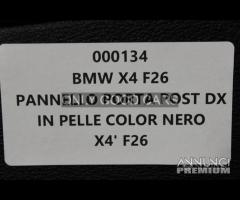 000134
BMW X4 F26
PANNELLO PORTA POST DX
IN PELLE COLOR NERO
X4' F26
ANNUNCI
PREMIUM